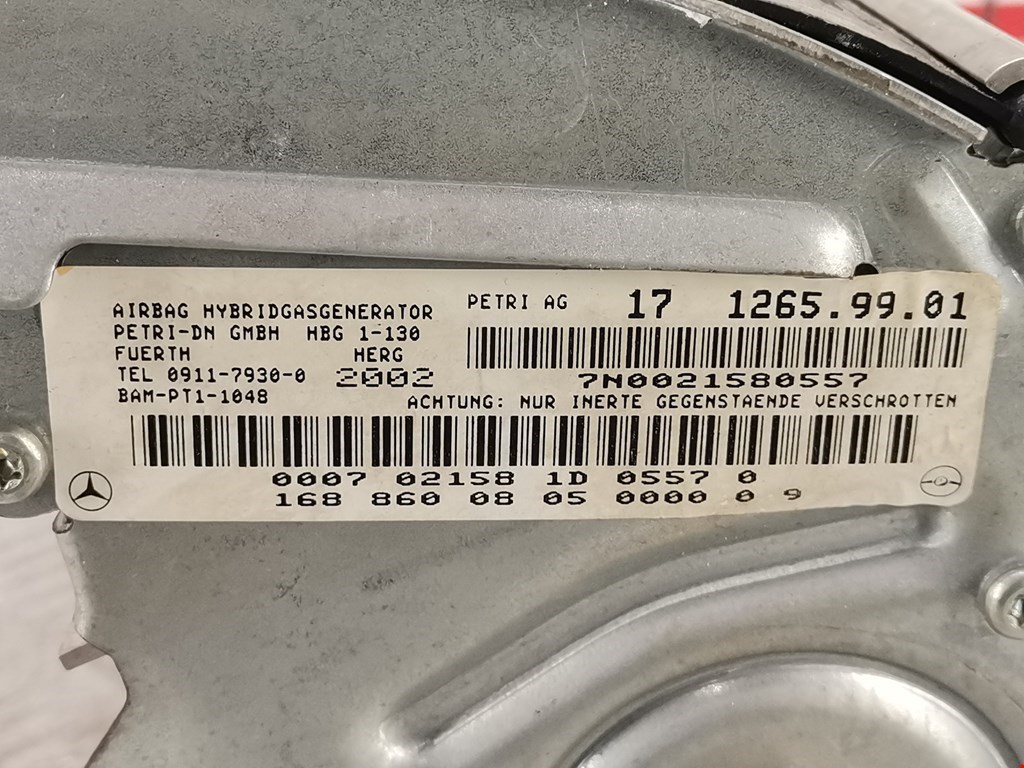 AIRBAG HYBRIDGASGENERATOR
PETRI-DN GMBH HBG 1-130
FUERTH HERG
TEL 0911-7930-0 2002
BAM-PT1-1048
PETRI AG 17 1265.99.01
7N0021580557
ACHTUNG: NUR INERTE GEGENSTAENDE VERSCHROTTEN
0007 02158 1D 0557 0
168 860 08 05 0000 0 9